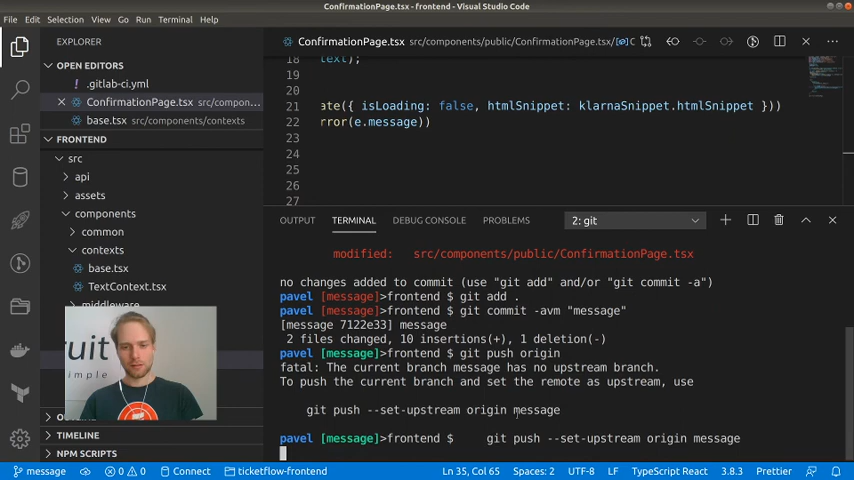 ConfirmationPage.tsx - frontend - Visual Studio Code
File Edit Selection View Go Run Terminal Help
EXPLORER
OPEN EDITORS
! .gitlab-ci.yml
ConfirmationPage.tsx src/compon...
base.tsx src/components/contexts
FRONTEND
src
api
assets
components
common
contexts
base.tsx
TextContext.tsx
middleware
ruit
simple
TIMELINE
NPM SCRIPTS
ConfirmationPage.tsx src/components/public/ConfirmationPage.tsx/
18 text);
19
20
21 ate({ isLoading: false, htmlSnippet: klarnaSnippet.htmlSnippet }))
22 rror(e.message))
23
24
25
26
27
OUTPUT TERMINAL DEBUG CONSOLE PROBLEMS 2: git
modified: src/components/public/ConfirmationPage.tsx
no changes added to commit (use "git add" and/or "git commit -a")
pavel [message]>frontend $ git add .
pavel [message]>frontend $ git commit -avm "message"
[message 7122e33] message
2 files changed, 10 insertions(+), 1 deletion(-)
pavel [message]>frontend $ git push origin
fatal: The current branch message has no upstream branch.
To push the current branch and set the remote as upstream, use
git push --set-upstream origin message
pavel [message]>frontend $ git push --set-upstream origin message
message 0 0 Connect ticketflow-frontend Ln 35, Col 65 Spaces: 2 UTF-8 LF TypeScript React 3.8.3 Prettier